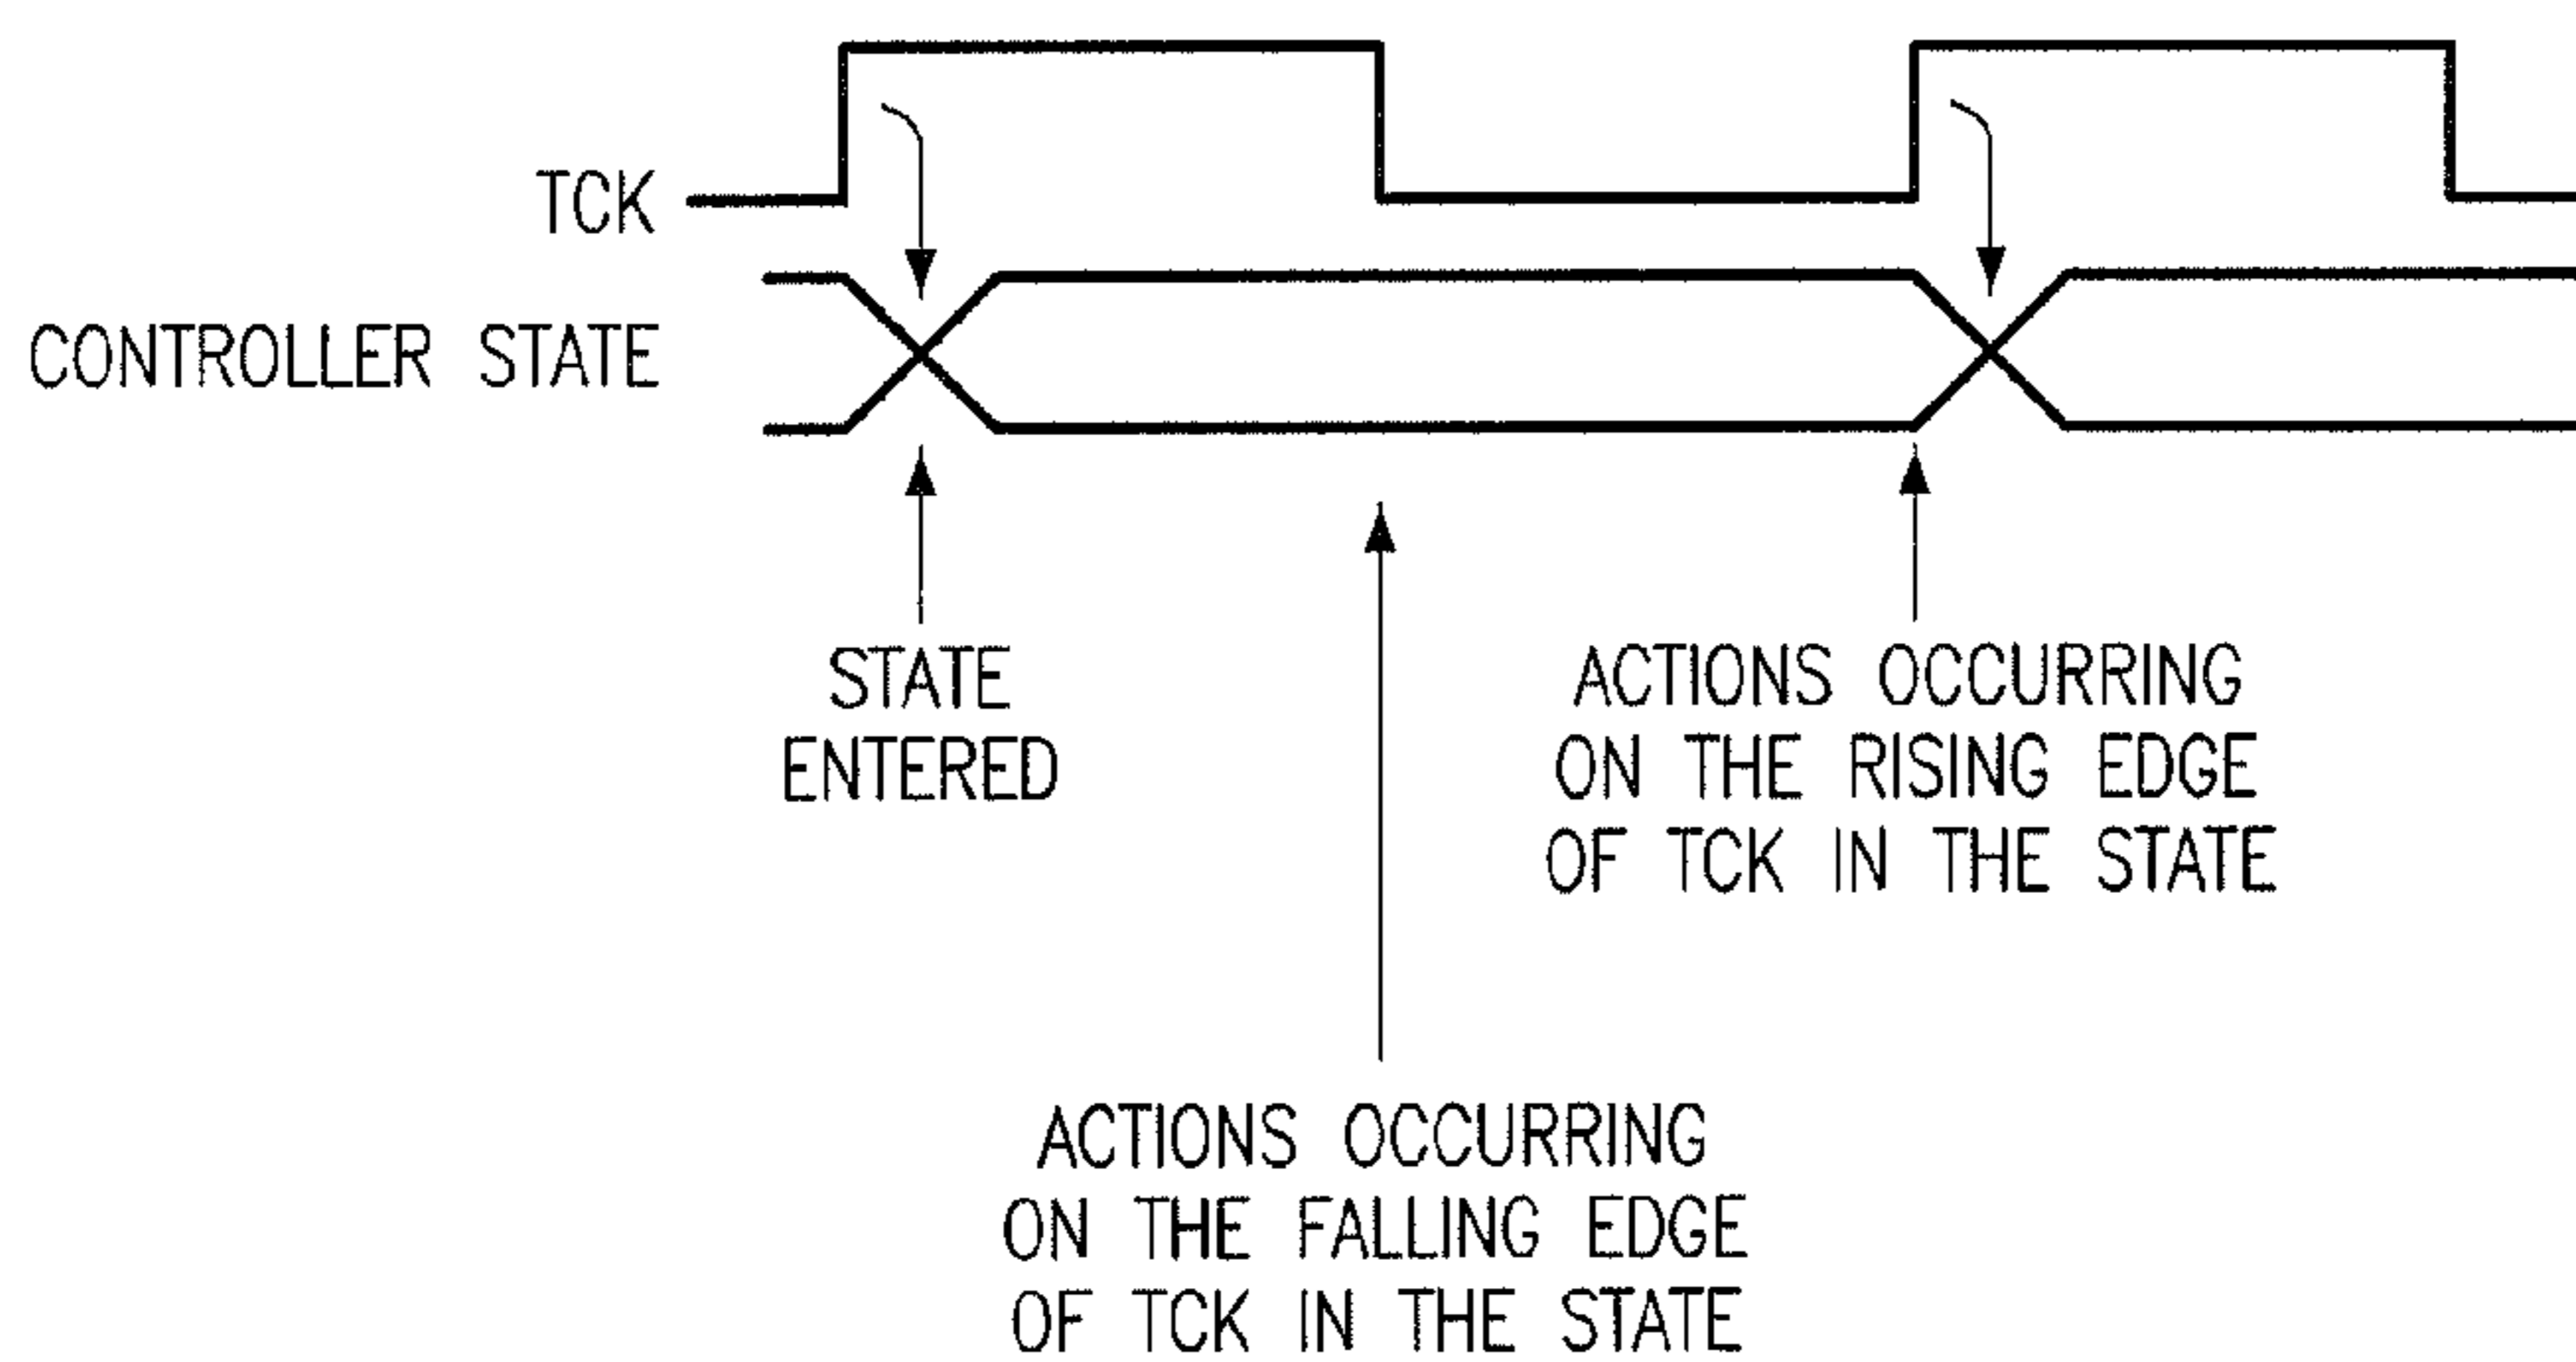 TCK
CONTROLLER STATE
STATE
ENTERED
ACTIONS OCCURRING
ON THE RISING EDGE
OF TCK IN THE STATE
ACTIONS OCCURRING
ON THE FALLING EDGE
OF TCK IN THE STATE